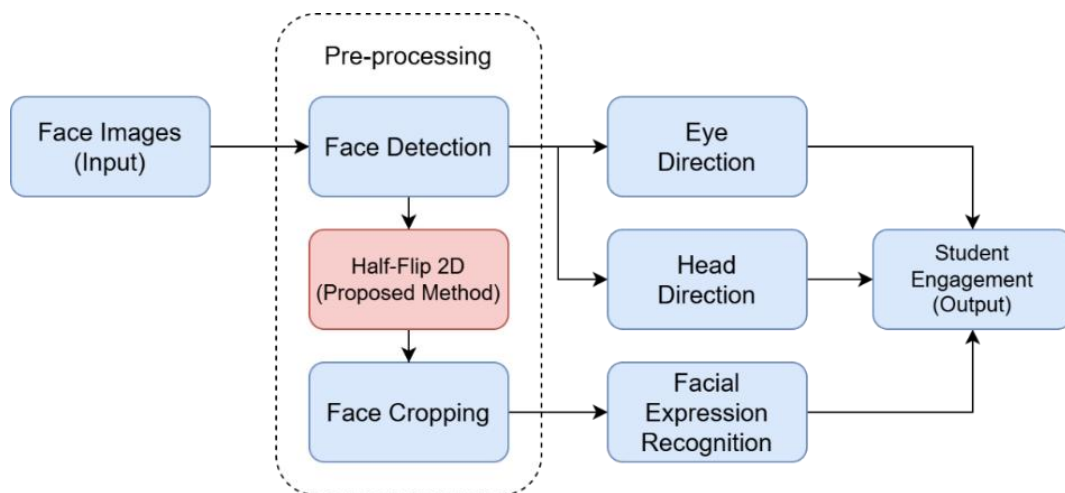 Pre-processing
Face Images
(Input)
Face Detection
Eye
Direction
Half-Flip 2D
(Proposed Method)
Head
Direction
Student
Engagement
(Output)
Face Cropping
Facial
Expression
Recognition